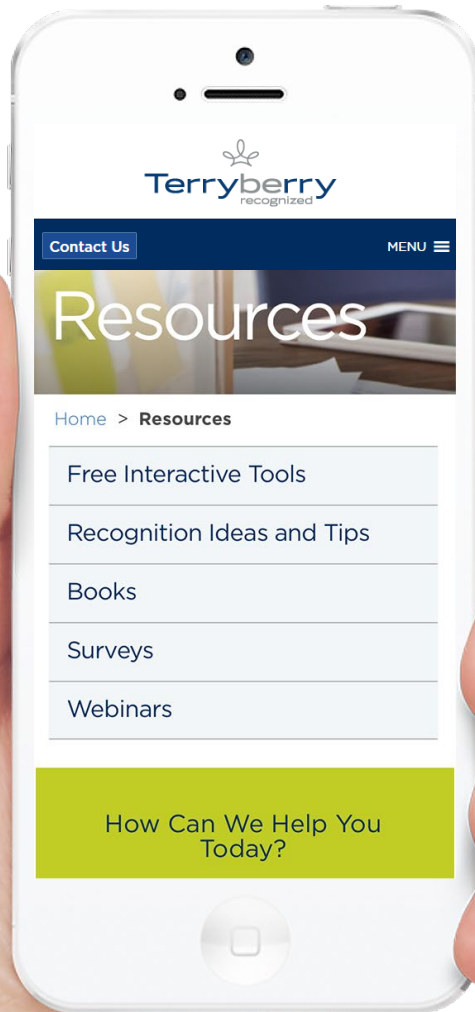 Terryberry
recognized
Contact Us
MENU
Resources
Home > Resources
Free Interactive Tools
Recognition Ideas and Tips
Books
Surveys
Webinars
How Can We Help You
Today?